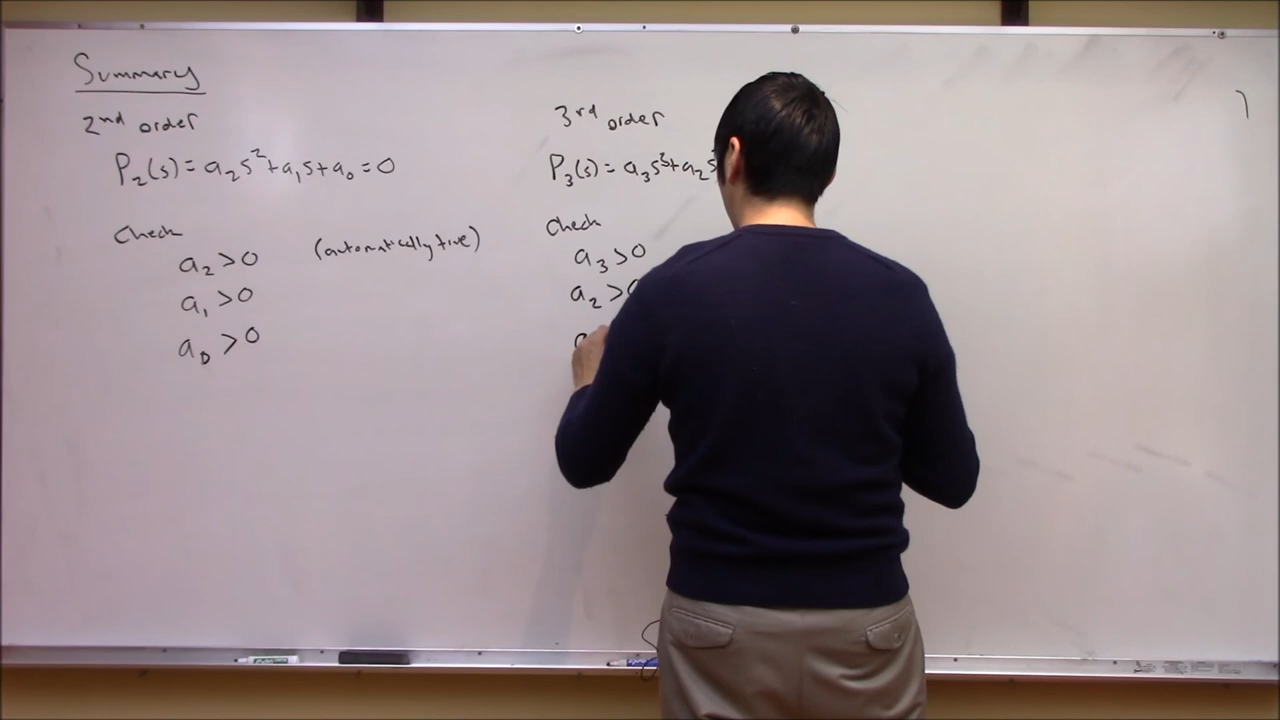 Summary
2nd order
P₂(s) = a₂s² + a₁s + a₀ = 0
Check
a₂ > 0 (automatically true)
a₁ > 0
a₀ > 0
3rd order
P₃(s) = a₃s³ + a₂s
Check
a₃ > 0
a₂ > 0